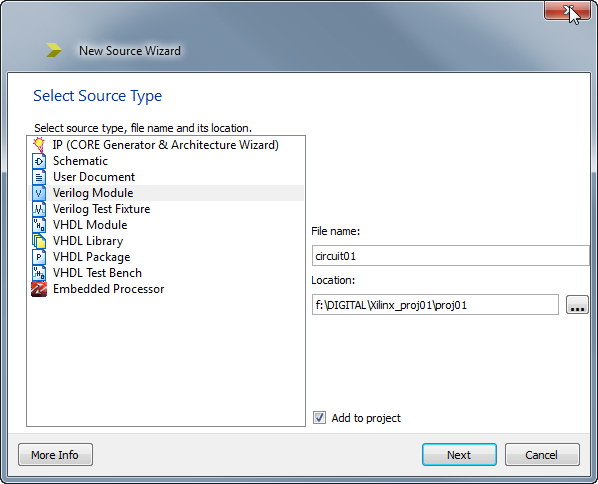 New Source Wizard
Select Source Type
Select source type, file name and its location.
IP (CORE Generator & Architecture Wizard)
Schematic
User Document
Verilog Module
Verilog Test Fixture
VHDL Module
VHDL Library
VHDL Package
VHDL Test Bench
Embedded Processor
File name:
circuit01
Location:
f:\DIGITAL\Xilinx_proj01\proj01
...
Add to project
More Info
Next
Cancel